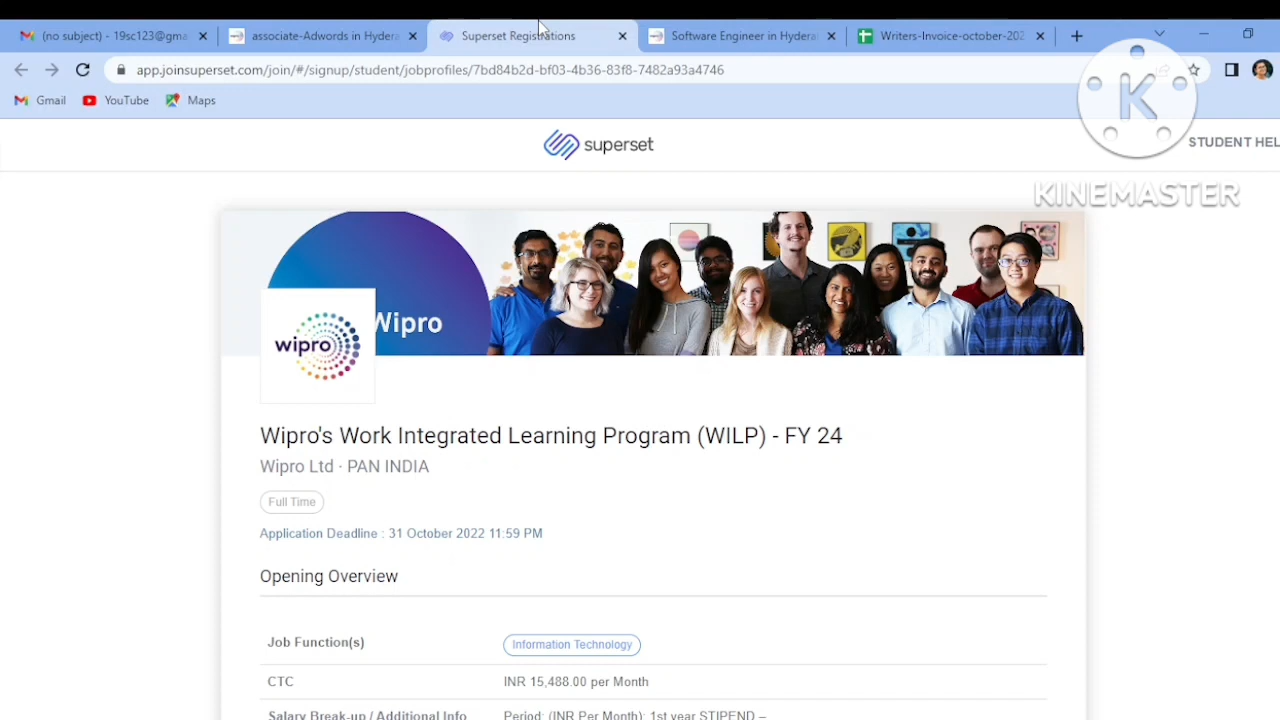 (no subject) - 19sc123@gma
associate-Adwords in Hydera
Superset Registrations
Software Engineer in Hydera
Writers-Invoice-october-202
app.joinsuperset.com/join/#/signup/student/jobprofiles/7bd84b2d-bf03-4b36-83f8-7482a93a4746
Gmail
YouTube
Maps
K
KINEMASTER
superset
STUDENT HEL
Wipro
wipro
Wipro's Work Integrated Learning Program (WILP) - FY 24
Wipro Ltd · PAN INDIA
Full Time
Application Deadline : 31 October 2022 11:59 PM
Opening Overview
Job Function(s)
Information Technology
CTC
INR 15,488.00 per Month
Salary Break-up / Additional Info
Period: (INR Per Month): 1st year STIPEND –